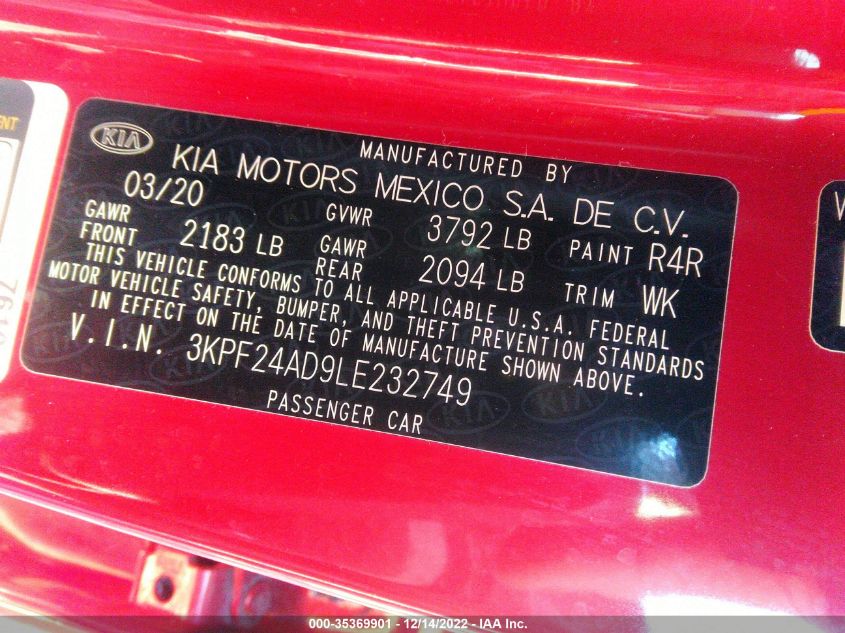 KIA
MANUFACTURED BY
KIA MOTORS MEXICO S.A. DE C.V.
03/20
GAWR FRONT 2183 LB
GVWR 3792 LB
GAWR REAR 2094 LB
PAINT R4R
TRIM WK
THIS VEHICLE CONFORMS TO ALL APPLICABLE U.S.A. FEDERAL
MOTOR VEHICLE SAFETY, BUMPER, AND THEFT PREVENTION STANDARDS
IN EFFECT ON THE DATE OF MANUFACTURE SHOWN ABOVE.
V.I.N. 3KPF24AD9LE232749
PASSENGER CAR
000-35369901 - 12/14/2022 - IAA Inc.